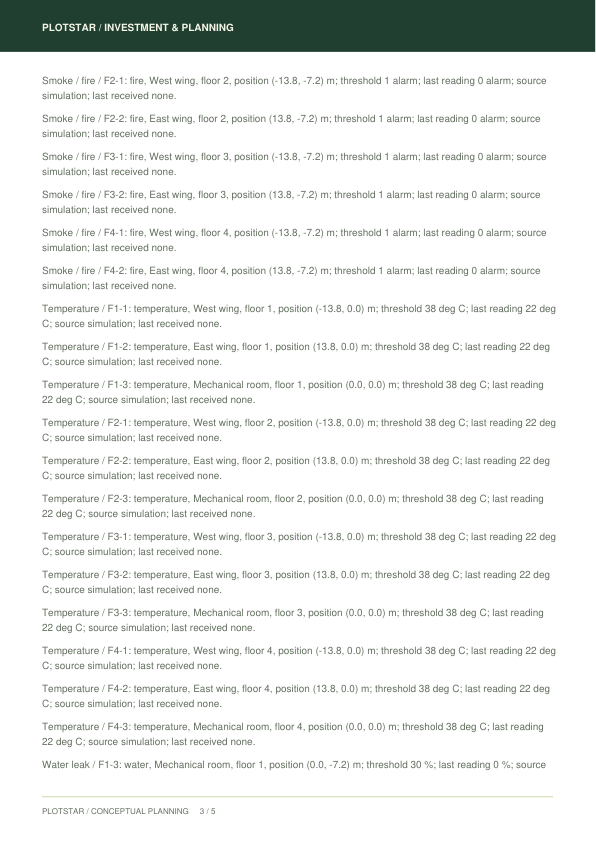 PLOTSTAR / INVESTMENT & PLANNING
Smoke / fire / F2-1: fire, West wing, floor 2, position (-13.8, -7.2) m; threshold 1 alarm; last reading 0 alarm; source
simulation; last received none.
Smoke / fire / F2-2: fire, East wing, floor 2, position (13.8, -7.2) m; threshold 1 alarm; last reading 0 alarm; source
simulation; last received none.
Smoke / fire / F3-1: fire, West wing, floor 3, position (-13.8, -7.2) m; threshold 1 alarm; last reading 0 alarm; source
simulation; last received none.
Smoke / fire / F3-2: fire, East wing, floor 3, position (13.8, -7.2) m; threshold 1 alarm; last reading 0 alarm; source
simulation; last received none.
Smoke / fire / F4-1: fire, West wing, floor 4, position (-13.8, -7.2) m; threshold 1 alarm; last reading 0 alarm; source
simulation; last received none.
Smoke / fire / F4-2: fire, East wing, floor 4, position (13.8, -7.2) m; threshold 1 alarm; last reading 0 alarm; source
simulation; last received none.
Temperature / F1-1: temperature, West wing, floor 1, position (-13.8, 0.0) m; threshold 38 deg C; last reading 22 deg
C; source simulation; last received none.
Temperature / F1-2: temperature, East wing, floor 1, position (13.8, 0.0) m; threshold 38 deg C; last reading 22 deg
C; source simulation; last received none.
Temperature / F1-3: temperature, Mechanical room, floor 1, position (0.0, 0.0) m; threshold 38 deg C; last reading
22 deg C; source simulation; last received none.
Temperature / F2-1: temperature, West wing, floor 2, position (-13.8, 0.0) m; threshold 38 deg C; last reading 22 deg
C; source simulation; last received none.
Temperature / F2-2: temperature, East wing, floor 2, position (13.8, 0.0) m; threshold 38 deg C; last reading 22 deg
C; source simulation; last received none.
Temperature / F2-3: temperature, Mechanical room, floor 2, position (0.0, 0.0) m; threshold 38 deg C; last reading
22 deg C; source simulation; last received none.
Temperature / F3-1: temperature, West wing, floor 3, position (-13.8, 0.0) m; threshold 38 deg C; last reading 22 deg
C; source simulation; last received none.
Temperature / F3-2: temperature, East wing, floor 3, position (13.8, 0.0) m; threshold 38 deg C; last reading 22 deg
C; source simulation; last received none.
Temperature / F3-3: temperature, Mechanical room, floor 3, position (0.0, 0.0) m; threshold 38 deg C; last reading
22 deg C; source simulation; last received none.
Temperature / F4-1: temperature, West wing, floor 4, position (-13.8, 0.0) m; threshold 38 deg C; last reading 22 deg
C; source simulation; last received none.
Temperature / F4-2: temperature, East wing, floor 4, position (13.8, 0.0) m; threshold 38 deg C; last reading 22 deg
C; source simulation; last received none.
Temperature / F4-3: temperature, Mechanical room, floor 4, position (0.0, 0.0) m; threshold 38 deg C; last reading
22 deg C; source simulation; last received none.
Water leak / F1-3: water, Mechanical room, floor 1, position (0.0, -7.2) m; threshold 30 %; last reading 0 %; source
PLOTSTAR / CONCEPTUAL PLANNING 3 / 5